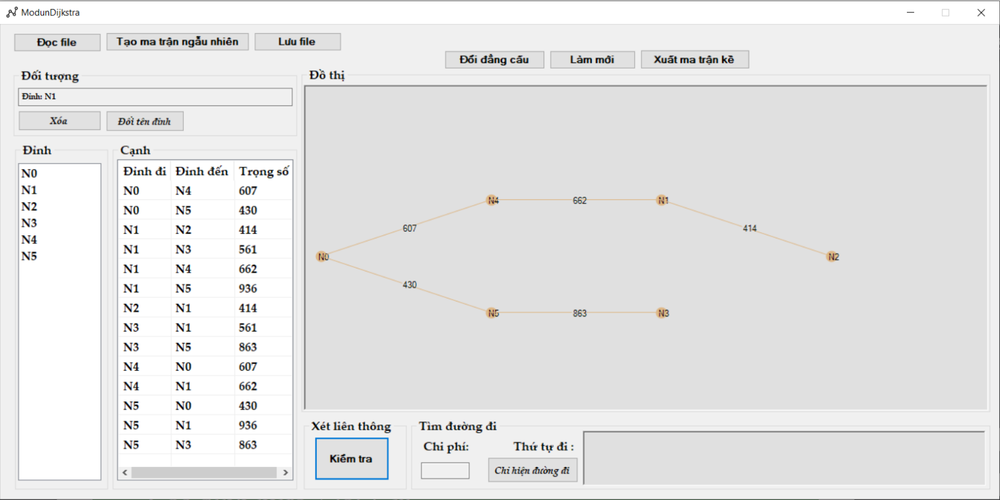 ModunDijkstra
Đọc file
Tạo ma trận ngẫu nhiên
Lưu file
Đổi đẳng cấu
Làm mới
Xuất ma trận kề
Đối tượng
Đỉnh: N1
Xóa
Đổi tên đỉnh
Đỉnh
N0
N1
N2
N3
N4
N5
Cạnh
Đỉnh đi Đỉnh đến Trọng số
N0 N4 607
N0 N5 430
N1 N2 414
N1 N3 561
N1 N4 662
N1 N5 936
N2 N1 414
N3 N1 561
N3 N5 863
N4 N0 607
N4 N1 662
N5 N0 430
N5 N1 936
N5 N3 863
Đồ thị
N4 662 N1
607 414
N0 N2
430
N5 863 N3
Xét liên thông
Kiểm tra
Tìm đường đi
Chi phí:
Thứ tự đi :
Chỉ hiện đường đi